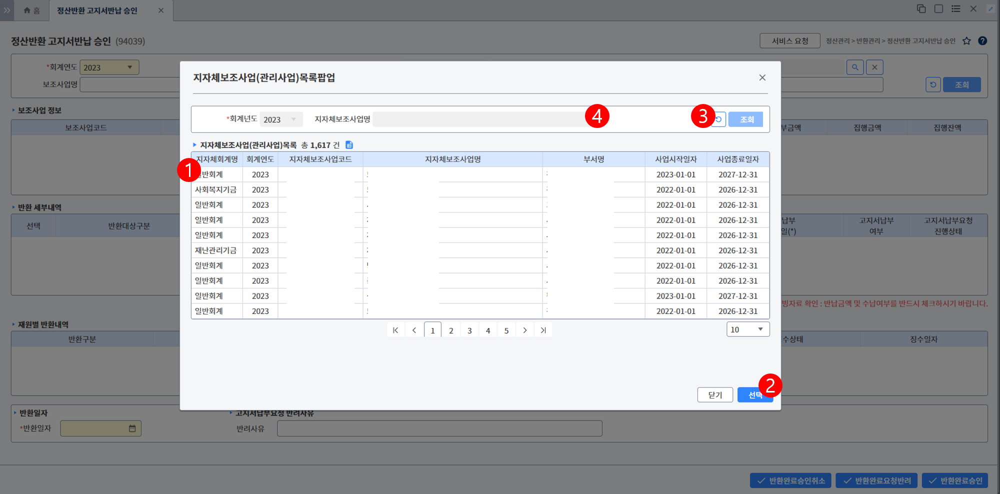 홈
정산반환 고지서반납 승인
정산반환 고지서반납 승인 (94039)
서비스 요청
정산관리 > 반환관리 > 정산반환 고지서반납 승인
*회계연도 2023
보조사업명
조회
보조사업 정보
보조사업코드
부금액 집행금액 집행잔액
반환 세부내역
선택 반환대상구분
납부
일(*)
고지서납부
여부
고지서납부요청
진행상태
빙자료 확인 : 반납금액 및 수납여부를 반드시 체크하시기 바랍니다.
재원별 반환내역
반환구분
수상태 징수일자
지자체보조사업(관리사업)목록팝업
*회계년도 2023 지자체보조사업명 4 3 조회
지자체보조사업(관리사업)목록 총 1,617 건
지자체회계명 회계연도 지자체보조사업코드 지자체보조사업명 부서명 사업시작일자 사업종료일자
1
일반회계 2023 2023-01-01 2027-12-31
사회복지기금 2023 2022-01-01 2026-12-31
일반회계 2023 2022-01-01 2026-12-31
일반회계 2023 2022-01-01 2026-12-31
일반회계 2023 2022-01-01 2026-12-31
재난관리기금 2023 2022-01-01 2026-12-31
일반회계 2023 2022-01-01 2026-12-31
일반회계 2023 2022-01-01 2026-12-31
일반회계 2023 2023-01-01 2027-12-31
일반회계 2023 2022-01-01 2026-12-31
1 2 3 4 5
10
닫기 선택 2
반환일자
*반환일자
고지서납부요청 반려사유
반려사유
반환완료승인취소 반환완료요청반려 반환완료승인